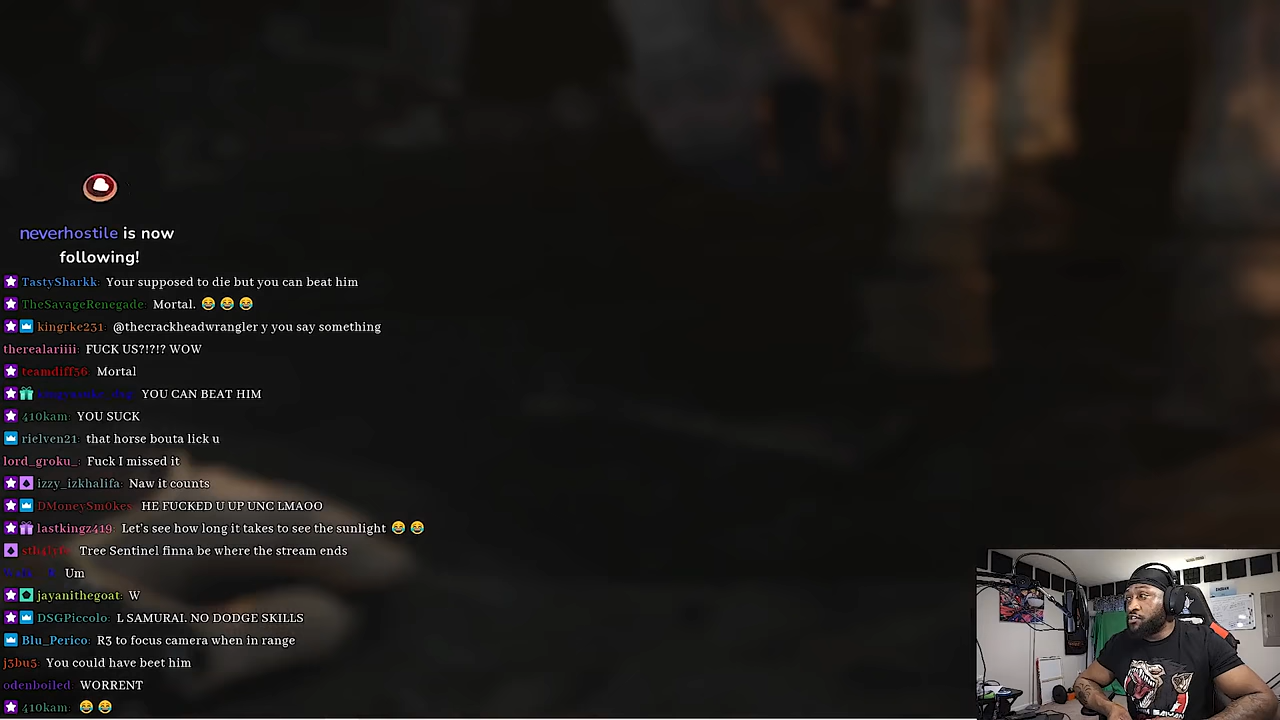 neverhostile is now
following!
TastySharkk: Your supposed to die but you can beat him
TheSavageRenegade: Mortal. 😂 😂 😂
kingrke231: @thecrackheadwrangler y you say something
therealariiii: FUCK US?!?!? WOW
teamdiff56: Mortal
YOU CAN BEAT HIM
410kam: YOU SUCK
rielven21: that horse bouta lick u
lord_groku_: Fuck I missed it
izzy_izkhalifa: Naw it counts
DMoneySm0kes: HE FUCKED U UP UNC LMAOO
lastkingz419: Let's see how long it takes to see the sunlight 😂 😂
Tree Sentinel finna be where the stream ends
Um
jayanithegoat: W
DSGPiccolo: L SAMURAI. NO DODGE SKILLS
Blu_Perico: R3 to focus camera when in range
j3bu5: You could have beet him
odenboiled: WORRENT
410kam: 😂 😂